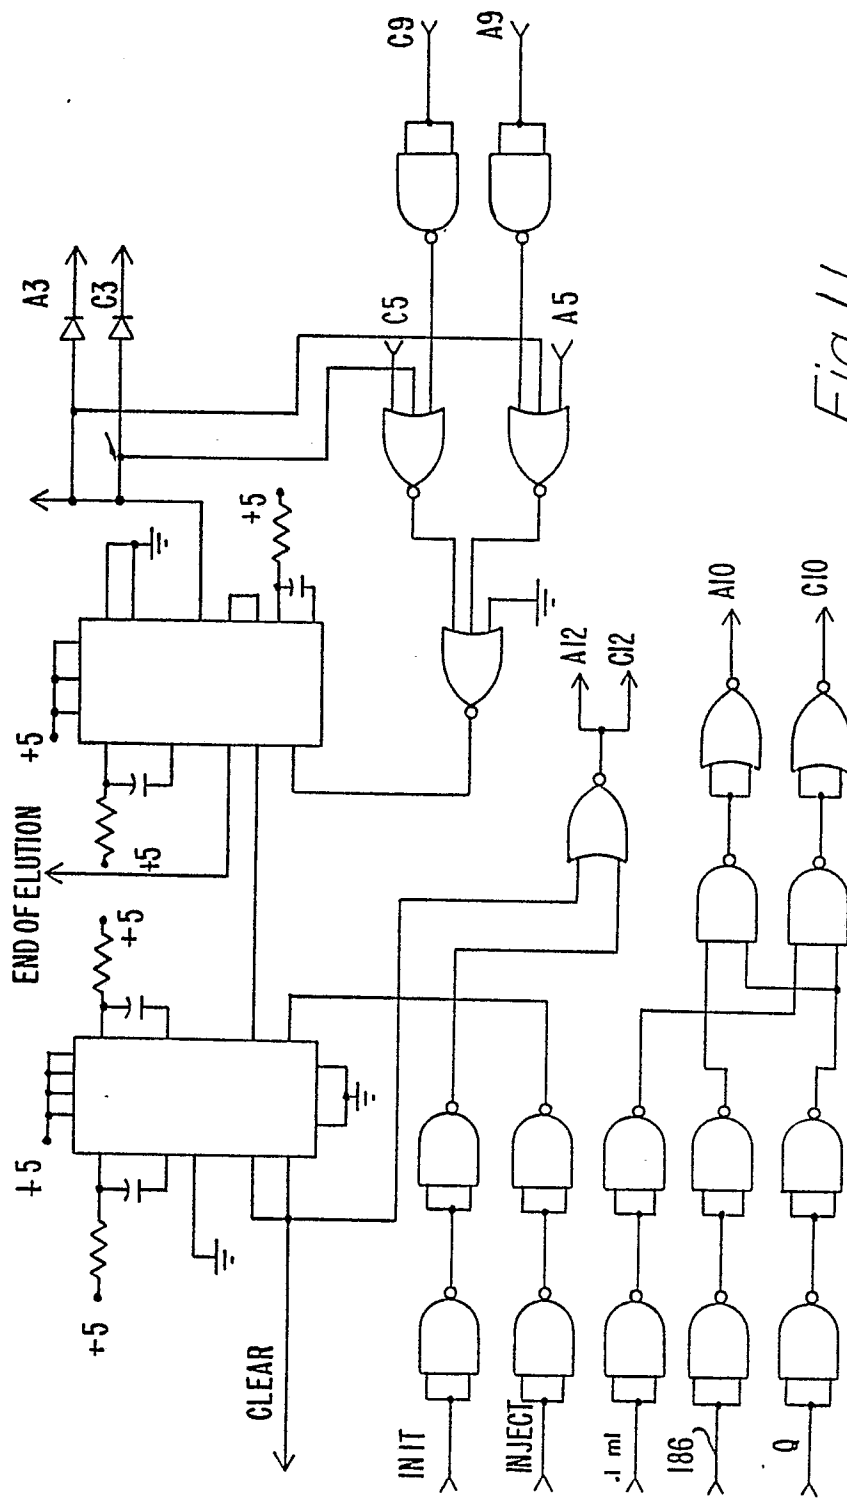 +5
END OF ELUTION
+5
A3
+5
+5
+5
C3
CLEAR
+5
INIT
C5
C9
INJECT
A5
A9
A12
.1 ml
C12
186
A10
Q
C10
Fig 11